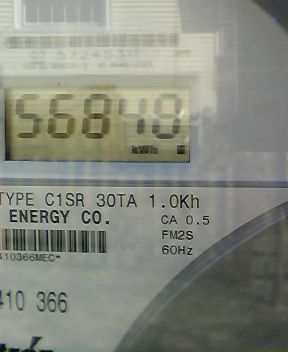 56848
kWh
TYPE C1SR 30TA 1.0Kh
ENERGY CO.
CA 0.5
FM2S
60Hz
410366MEC*
410 366